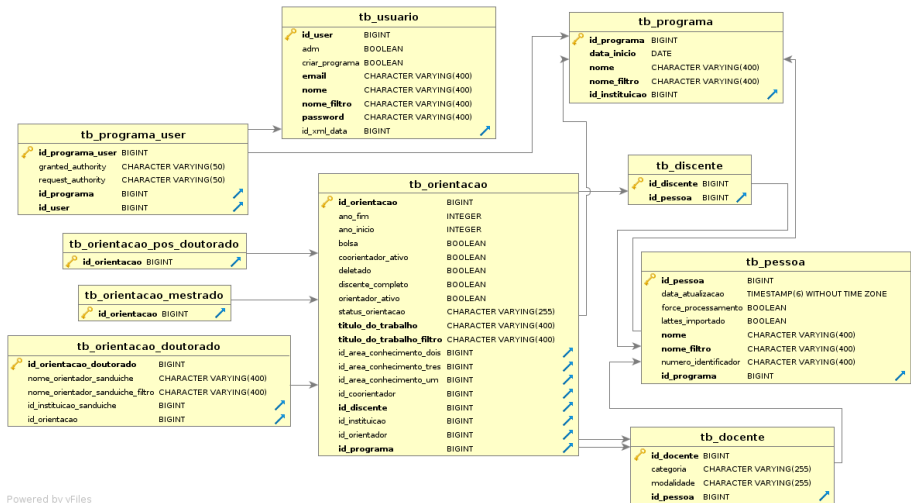 tb_usuario
id_user BIGINT
adm BOOLEAN
criar_programa BOOLEAN
email CHARACTER VARYING(400)
nome CHARACTER VARYING(400)
nome_filtro CHARACTER VARYING(400)
password CHARACTER VARYING(400)
id_xml_data BIGINT
tb_programa
id_programa BIGINT
data_inicio DATE
nome CHARACTER VARYING(400)
nome_filtro CHARACTER VARYING(400)
id_instituicao BIGINT
tb_programa_user
id_programa_user BIGINT
granted_authority CHARACTER VARYING(50)
request_authority CHARACTER VARYING(50)
id_programa BIGINT
id_user BIGINT
tb_discente
id_discente BIGINT
id_pessoa BIGINT
tb_orientacao
id_orientacao BIGINT
ano_fim INTEGER
ano_inicio INTEGER
bolsa BOOLEAN
coorientador_ativo BOOLEAN
deletado BOOLEAN
discente_completo BOOLEAN
orientador_ativo BOOLEAN
status_orientacao CHARACTER VARYING(255)
titulo_do_trabalho CHARACTER VARYING(400)
titulo_do_trabalho_filtro CHARACTER VARYING(400)
id_area_conhecimento_dois BIGINT
id_area_conhecimento_tres BIGINT
id_area_conhecimento_um BIGINT
id_coorientador BIGINT
id_discente BIGINT
id_instituicao BIGINT
id_orientador BIGINT
id_programa BIGINT
tb_orientacao_pos_doutorado
id_orientacao BIGINT
tb_orientacao_mestrado
id_orientacao BIGINT
tb_orientacao_doutorado
id_orientacao_doutorado BIGINT
nome_orientador_sanduiche CHARACTER VARYING(400)
nome_orientador_sanduiche_filtro CHARACTER VARYING(400)
id_instituicao_sanduiche BIGINT
id_orientacao BIGINT
tb_pessoa
id_pessoa BIGINT
data_atualizacao TIMESTAMP(6) WITHOUT TIME ZONE
force_processamento BOOLEAN
lattes_importado BOOLEAN
nome CHARACTER VARYING(400)
nome_filtro CHARACTER VARYING(400)
numero_identificador CHARACTER VARYING(400)
id_programa BIGINT
tb_docente
id_docente BIGINT
categoria CHARACTER VARYING(255)
modalidade CHARACTER VARYING(255)
id_pessoa BIGINT
Powered by yFiles